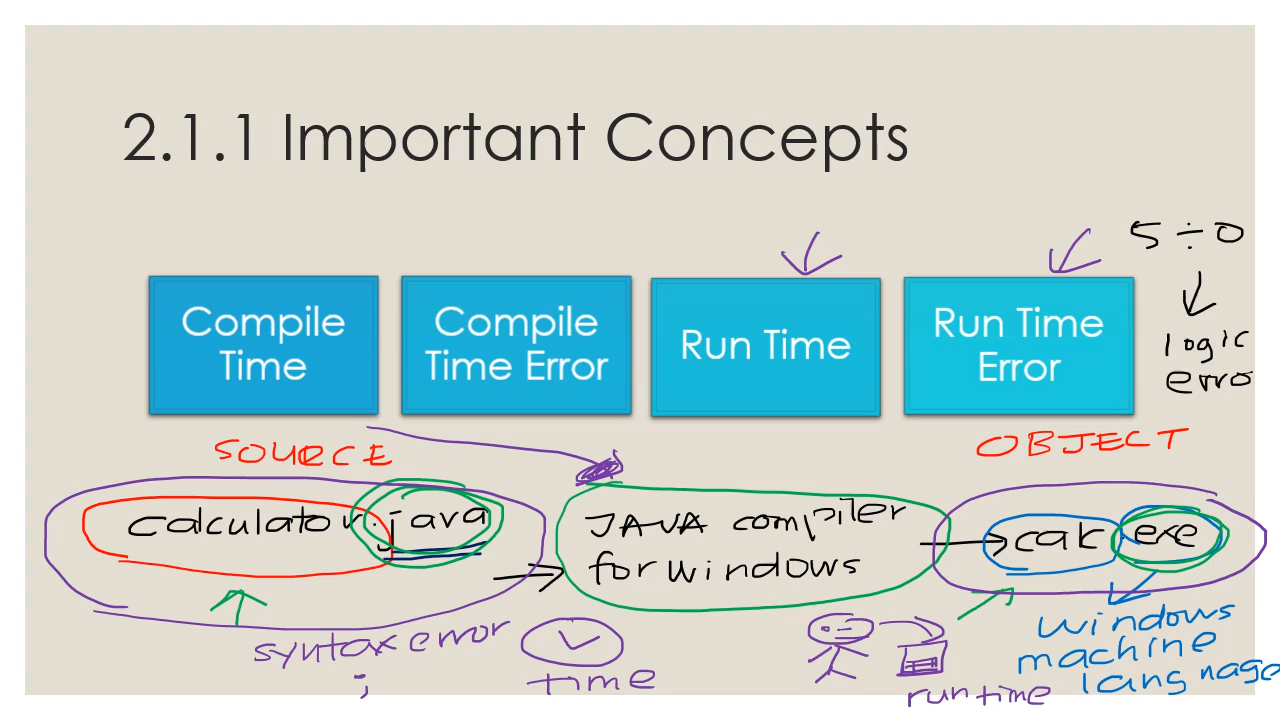 2.1.1 Important Concepts
5 ÷ 0
logic
erro
Compile
Time
Compile
Time Error
Run Time
Run Time
Error
SOURCE
OBJECT
calculator.java
JAVA compiler
for windows
calc exe
syntax error
;
time
runtime
windows
machine
language